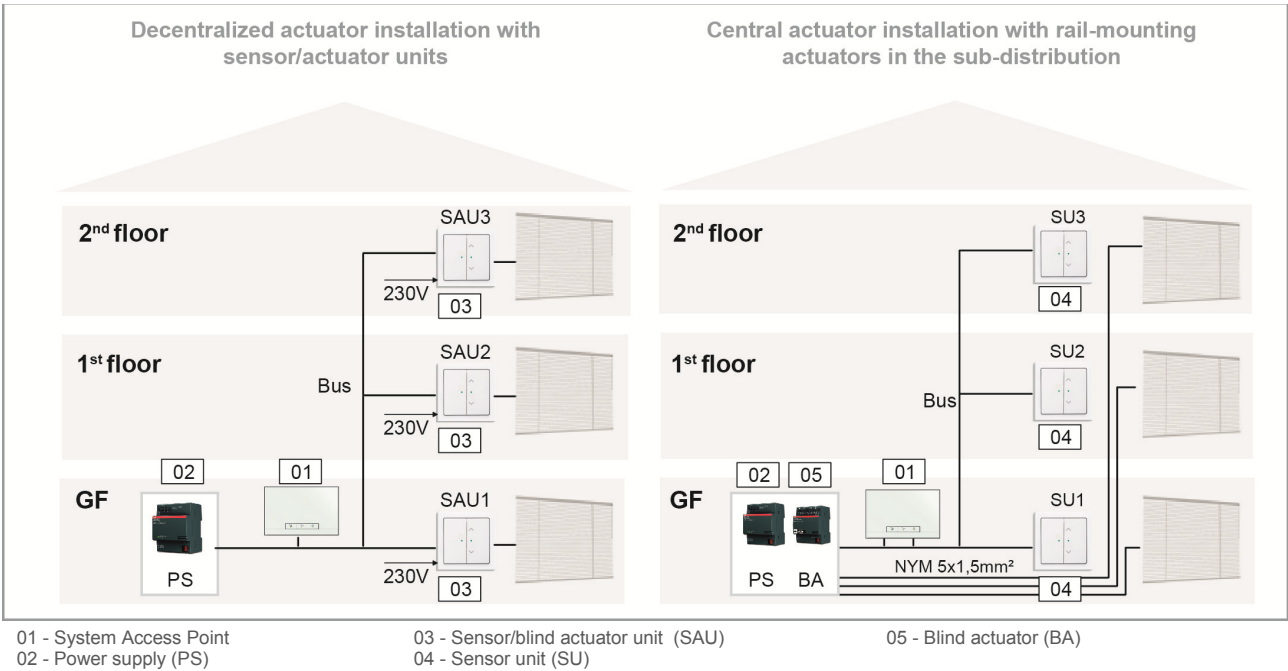 Decentralized actuator installation with
sensor/actuator units
2nd floor
SAU3
230V
03
1st floor
SAU2
Bus
230V
03
02
01
GF
SAU1
PS
230V
03
Central actuator installation with rail-mounting
actuators in the sub-distribution
2nd floor
SU3
04
1st floor
SU2
Bus
04
02
05
01
GF
SU1
NYM 5x1,5mm²
PS
BA
04
01 - System Access Point
02 - Power supply (PS)
03 - Sensor/blind actuator unit (SAU)
04 - Sensor unit (SU)
05 - Blind actuator (BA)